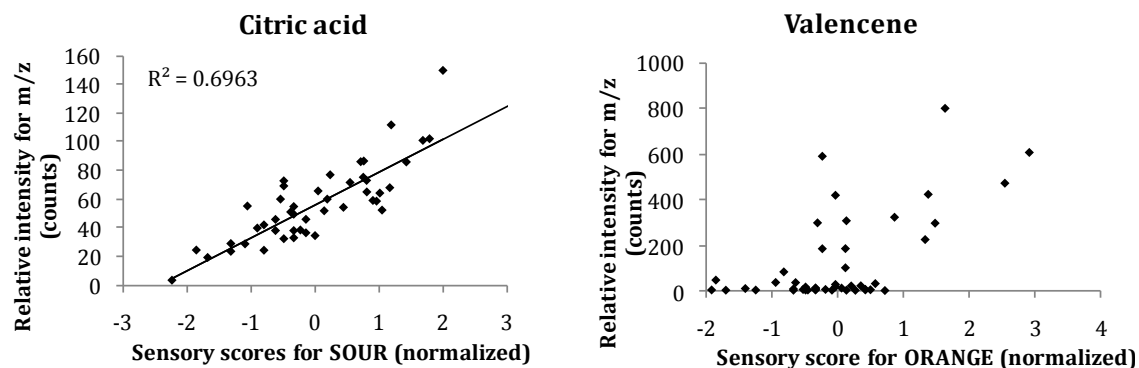 Citric acid
Relative intensity for m/z
(counts)
160
140
120
100
80
60
40
20
0
R² = 0.6963
-3 -2 -1 0 1 2 3
Sensory scores for SOUR (normalized)
Valencene
Relative intensity for m/z
(counts)
1000
800
600
400
200
0
-2 -1 0 1 2 3 4
Sensory score for ORANGE (normalized)